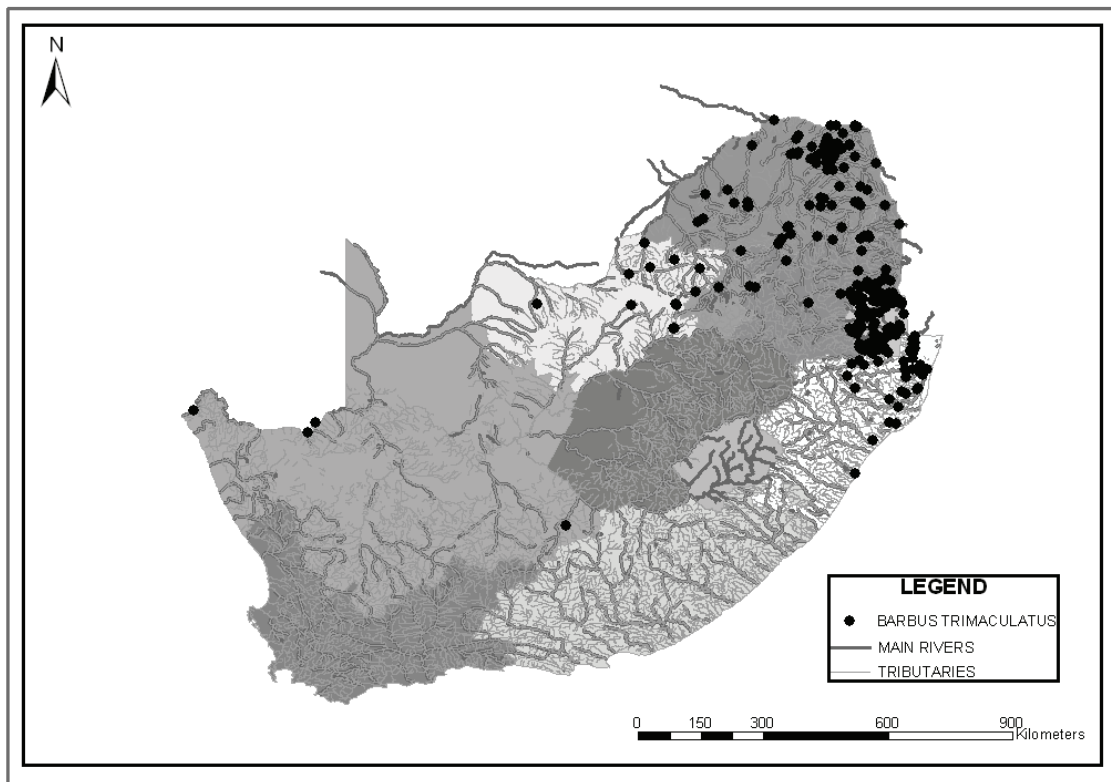 N
LEGEND
BARBUS TRIMACULATUS
MAIN RIVERS
TRIBUTARIES
0 150 300 600 900
Kilometers